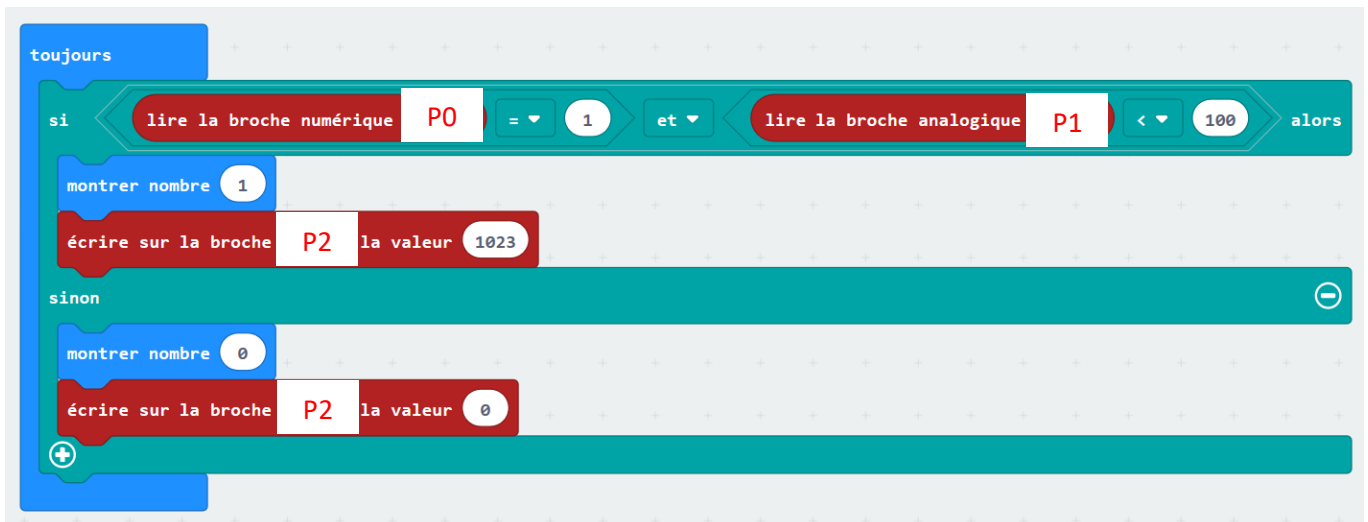 toujours
si lire la broche numérique P0 = 1 et lire la broche analogique P1 < 100 alors
montrer nombre 1
écrire sur la broche P2 la valeur 1023
sinon
montrer nombre 0
écrire sur la broche P2 la valeur 0